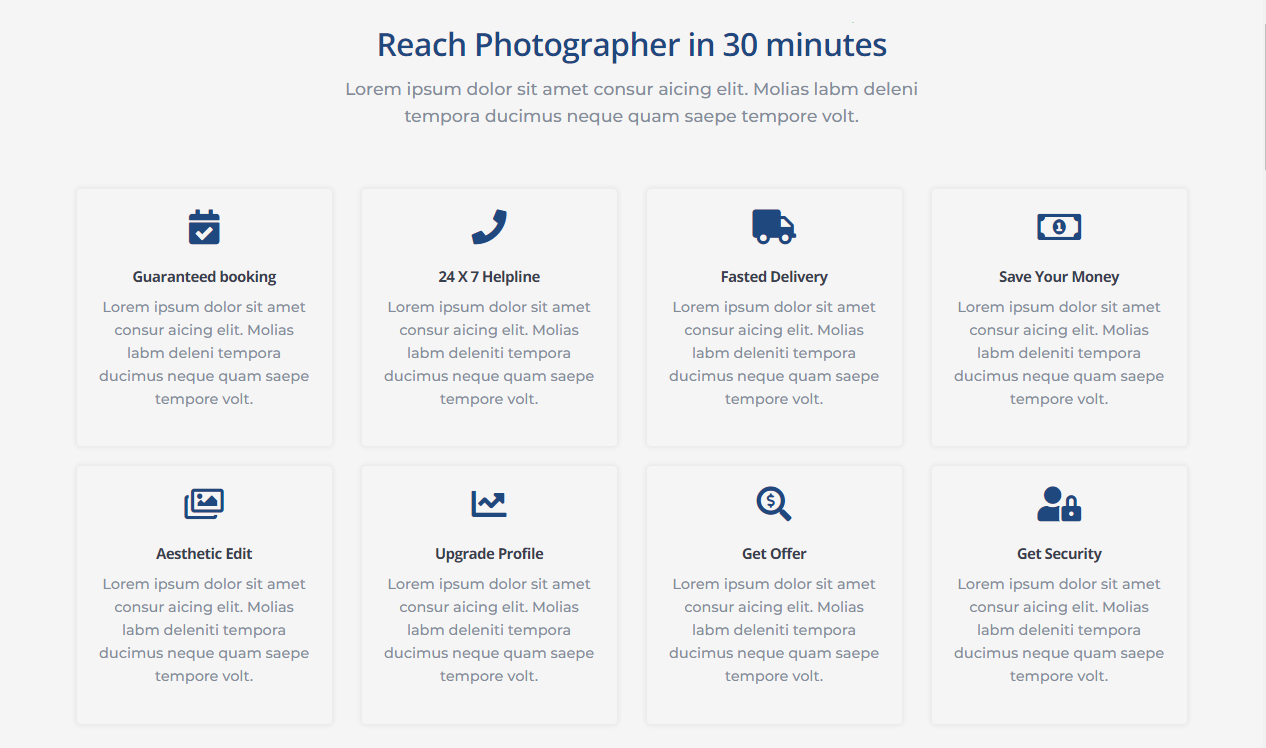 Reach Photographer in 30 minutes
Lorem ipsum dolor sit amet consur aicing elit. Molias labm deleni
tempora ducimus neque quam saepe tempore volt.
Guaranteed booking
Lorem ipsum dolor sit amet
consur aicing elit. Molias
labm deleni tempora
ducimus neque quam saepe
tempore volt.
24 X 7 Helpline
Lorem ipsum dolor sit amet
consur aicing elit. Molias
labm deleniti tempora
ducimus neque quam saepe
tempore volt.
Fasted Delivery
Lorem ipsum dolor sit amet
consur aicing elit. Molias
labm deleniti tempora
ducimus neque quam saepe
tempore volt.
1
Save Your Money
Lorem ipsum dolor sit amet
consur aicing elit. Molias
labm deleniti tempora
ducimus neque quam saepe
tempore volt.
Aesthetic Edit
Lorem ipsum dolor sit amet
consur aicing elit. Molias
labm deleniti tempora
ducimus neque quam saepe
tempore volt.
Upgrade Profile
Lorem ipsum dolor sit amet
consur aicing elit. Molias
labm deleniti tempora
ducimus neque quam saepe
tempore volt.
$
Get Offer
Lorem ipsum dolor sit amet
consur aicing elit. Molias
labm deleniti tempora
ducimus neque quam saepe
tempore volt.
Get Security
Lorem ipsum dolor sit amet
consur aicing elit. Molias
labm deleniti tempora
ducimus neque quam saepe
tempore volt.